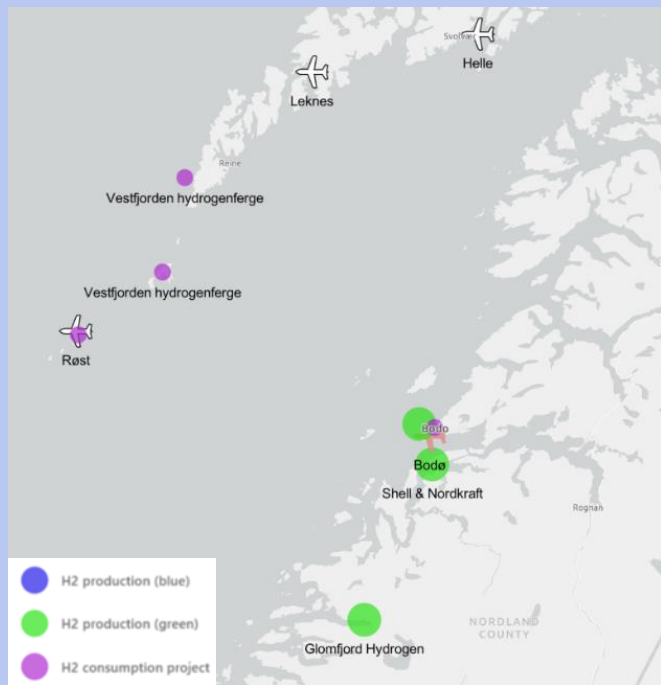 Svolvær
Helle
Leknes
Reine
Vestfjorden hydrogenferge
Vestfjorden hydrogenferge
Røst
Bodo
Bodø
Shell & Nordkraft
Rognan
H2 production (blue)
H2 production (green)
NORDLAND
COUNTY
Glomfjord Hydrogen
H2 consumption project